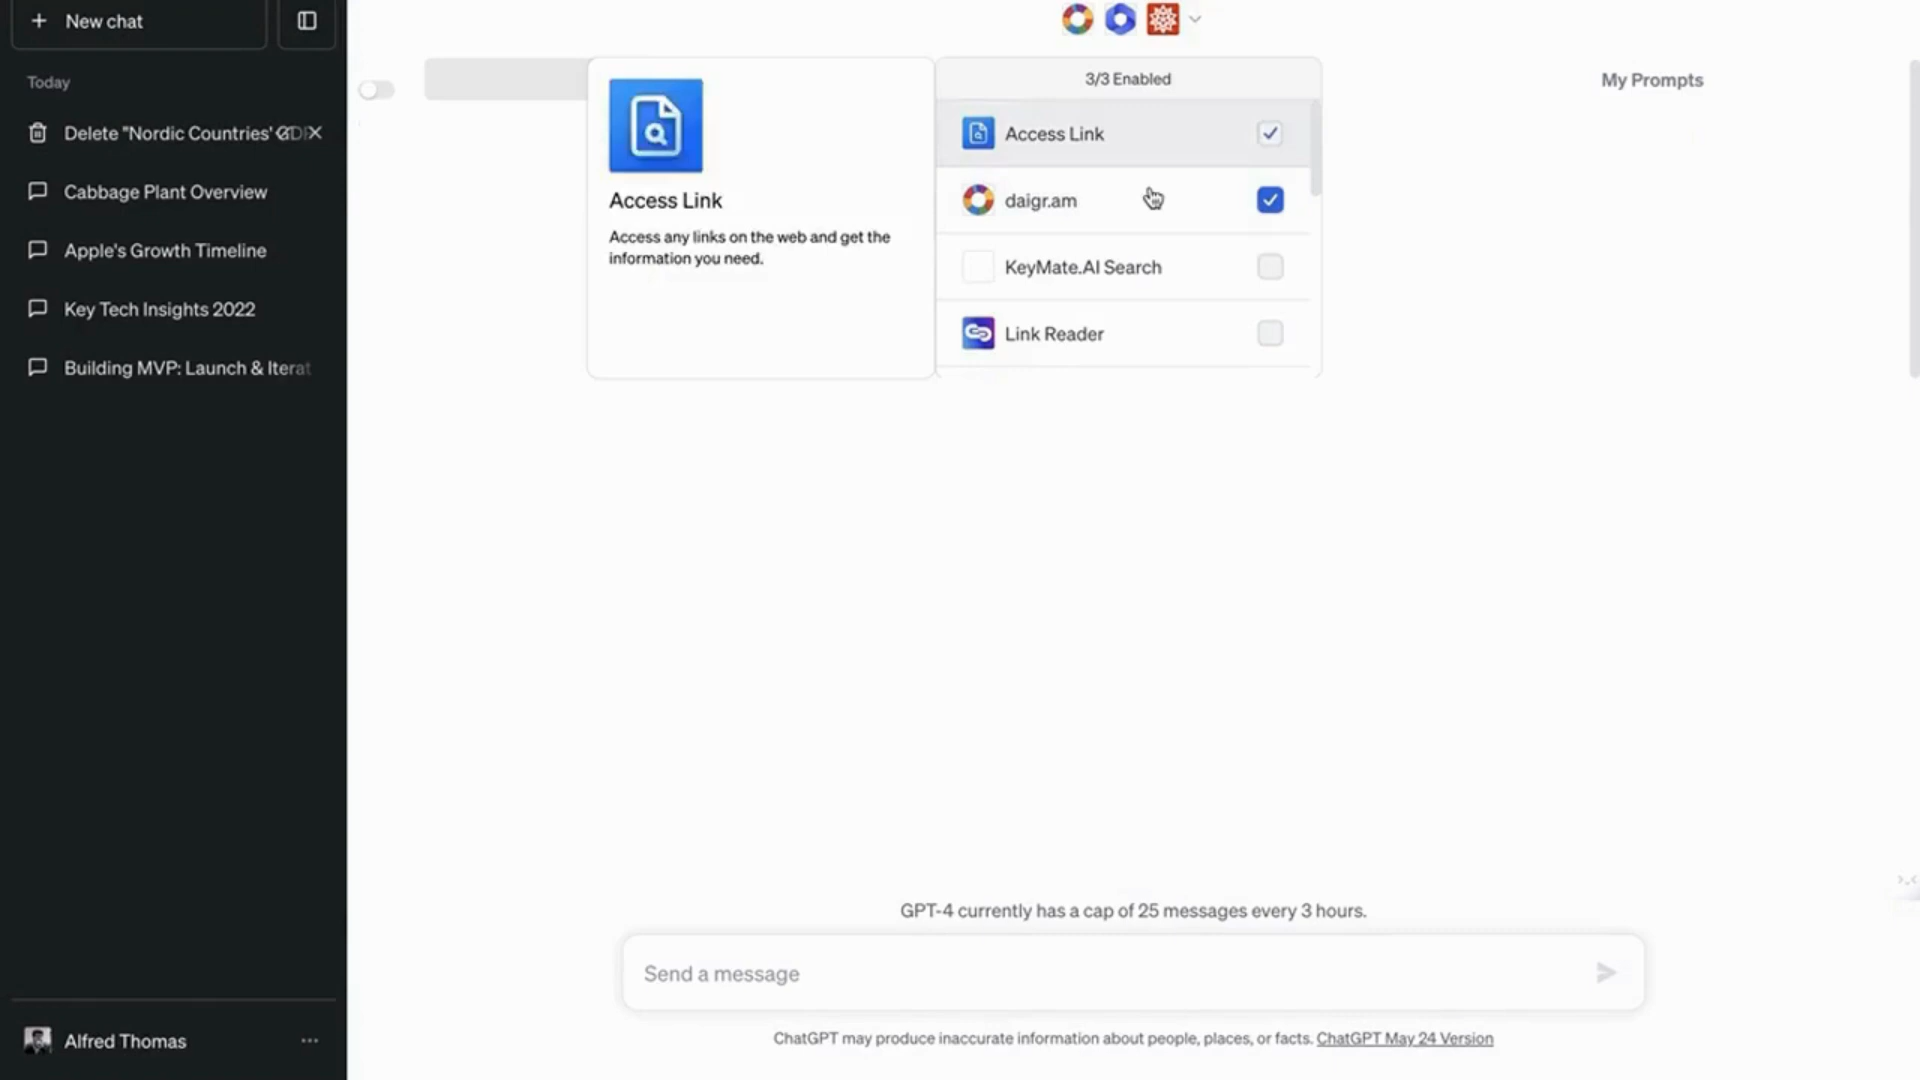 New chat
Today
Delete "Nordic Countries'
Cabbage Plant Overview
Apple's Growth Timeline
Key Tech Insights 2022
Building MVP: Launch & Iterat
Alfred Thomas
Access Link
Access any links on the web and get the
information you need.
3/3 Enabled
Access Link
daigr.am
KeyMate.AI Search
Link Reader
My Prompts
GPT-4 currently has a cap of 25 messages every 3 hours.
Send a message
ChatGPT may produce inaccurate information about people, places, or facts. ChatGPT May 24 Version